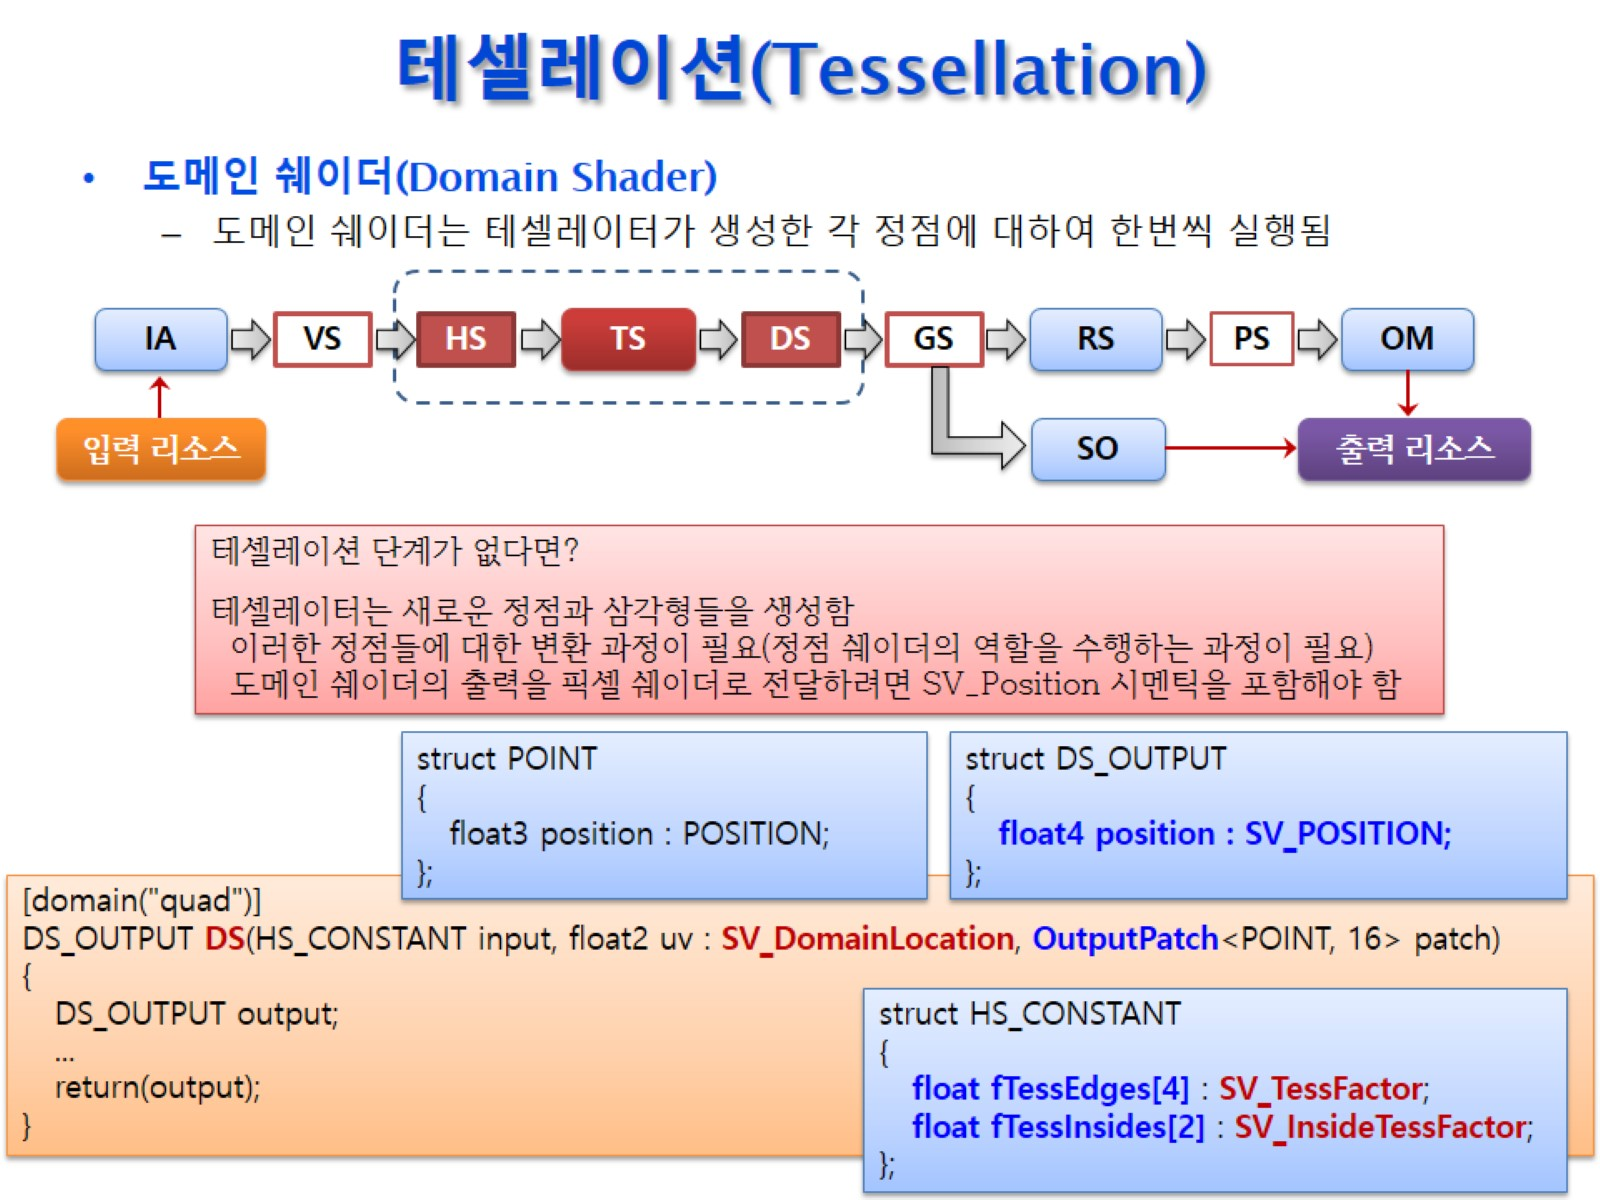 테셀레이션(Tessellation)
• 도메인 쉐이더(Domain Shader)
– 도메인 쉐이더는 테셀레이터가 생성한 각 정점에 대하여 한번씩 실행됨
IA VS HS TS DS GS RS PS OM
입력 리소스 SO 출력 리소스
테셀레이션 단계가 없다면?
테셀레이터는 새로운 정점과 삼각형들을 생성함
이러한 정점들에 대한 변환 과정이 필요(정점 쉐이더의 역할을 수행하는 과정이 필요)
도메인 쉐이더의 출력을 픽셀 쉐이더로 전달하려면 SV_Position 시멘틱을 포함해야 함
struct POINT
{
float3 position : POSITION;
};
struct DS_OUTPUT
{
float4 position : SV_POSITION;
};
[domain("quad")]
DS_OUTPUT DS(HS_CONSTANT input, float2 uv : SV_DomainLocation, OutputPatch<POINT, 16> patch)
{
DS_OUTPUT output;
...
return(output);
}
struct HS_CONSTANT
{
float fTessEdges[4] : SV_TessFactor;
float fTessInsides[2] : SV_InsideTessFactor;
};